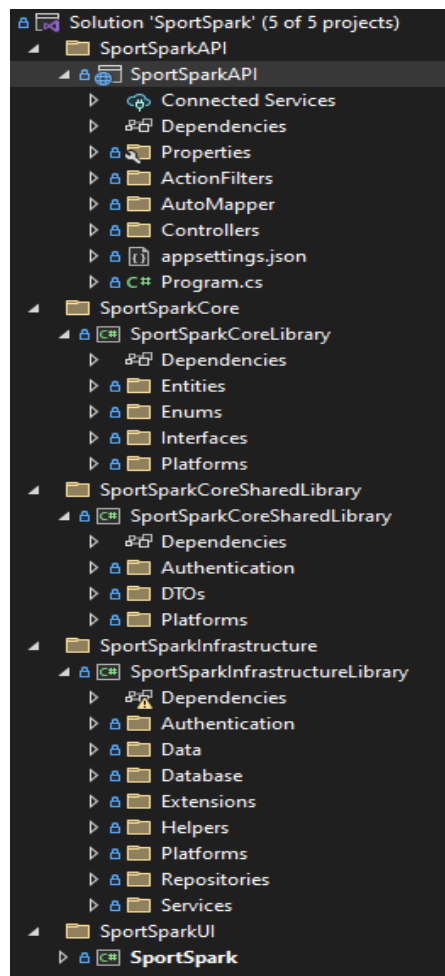 Solution 'SportSpark' (5 of 5 projects)
SportSparkAPI
SportSparkAPI
Connected Services
Dependencies
Properties
ActionFilters
AutoMapper
Controllers
appsettings.json
C# Program.cs
SportSparkCore
C# SportSparkCoreLibrary
Dependencies
Entities
Enums
Interfaces
Platforms
SportSparkCoreSharedLibrary
C# SportSparkCoreSharedLibrary
Dependencies
Authentication
DTOs
Platforms
SportSparkInfrastructure
C# SportSparkInfrastructureLibrary
Dependencies
Authentication
Data
Database
Extensions
Helpers
Platforms
Repositories
Services
SportSparkUI
C# SportSpark